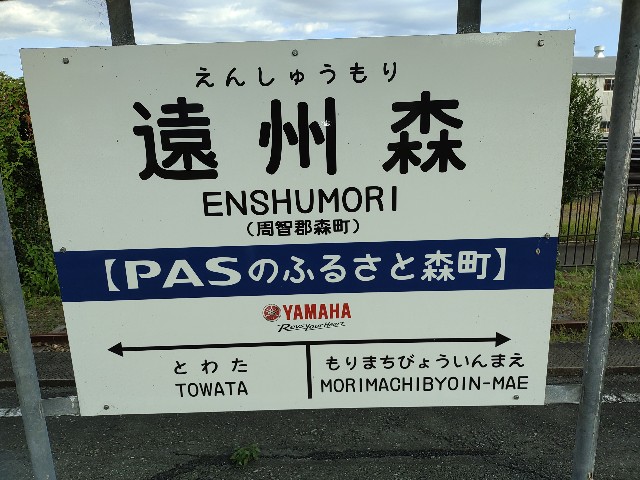 えんしゅうもり
遠州森
ENSHUMORI
（周智郡森町）
【PASのふるさと森町】
YAMAHA
Revs Your Heart
とわた
TOWATA
もりまちびょういんまえ
MORIMACHIBYOIN-MAE